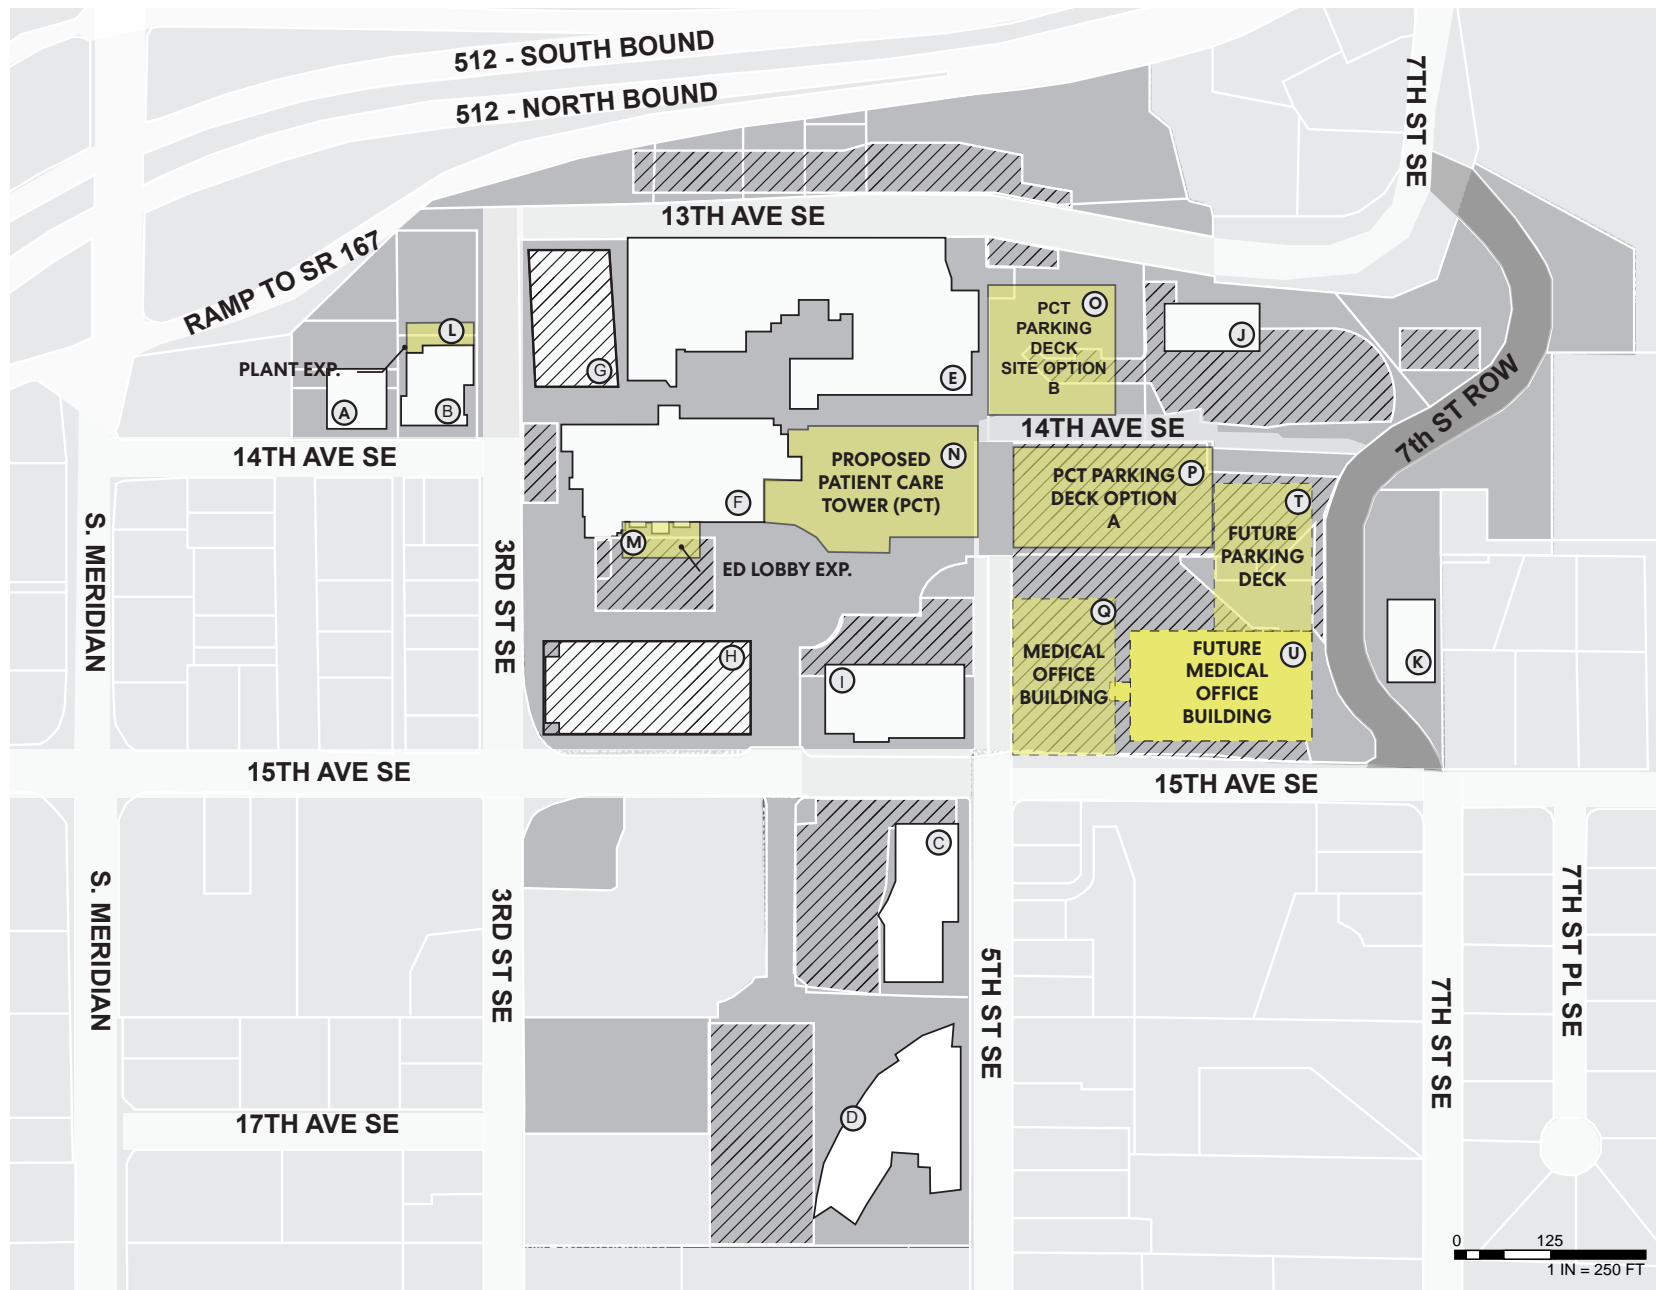 512 - SOUTH BOUND
512 - NORTH BOUND
7TH ST SE
13TH AVE SE
RAMP TO SR 167
L
PLANT EXP.
A
B
G
E
O
PCT
PARKING
DECK
SITE OPTION
B
J
7th ST ROW
14TH AVE SE
14TH AVE SE
PROPOSED
PATIENT CARE
TOWER (PCT)
N
F
M
ED LOBBY EXP.
PCT PARKING
DECK OPTION
A
P
T
FUTURE
PARKING
DECK
S. MERIDIAN
3RD ST SE
H
I
Q
MEDICAL
OFFICE
BUILDING
FUTURE
MEDICAL
OFFICE
BUILDING
U
K
15TH AVE SE
15TH AVE SE
C
S. MERIDIAN
3RD ST SE
5TH ST SE
7TH ST SE
7TH ST PL SE
17TH AVE SE
D
0 125
1 IN = 250 FT